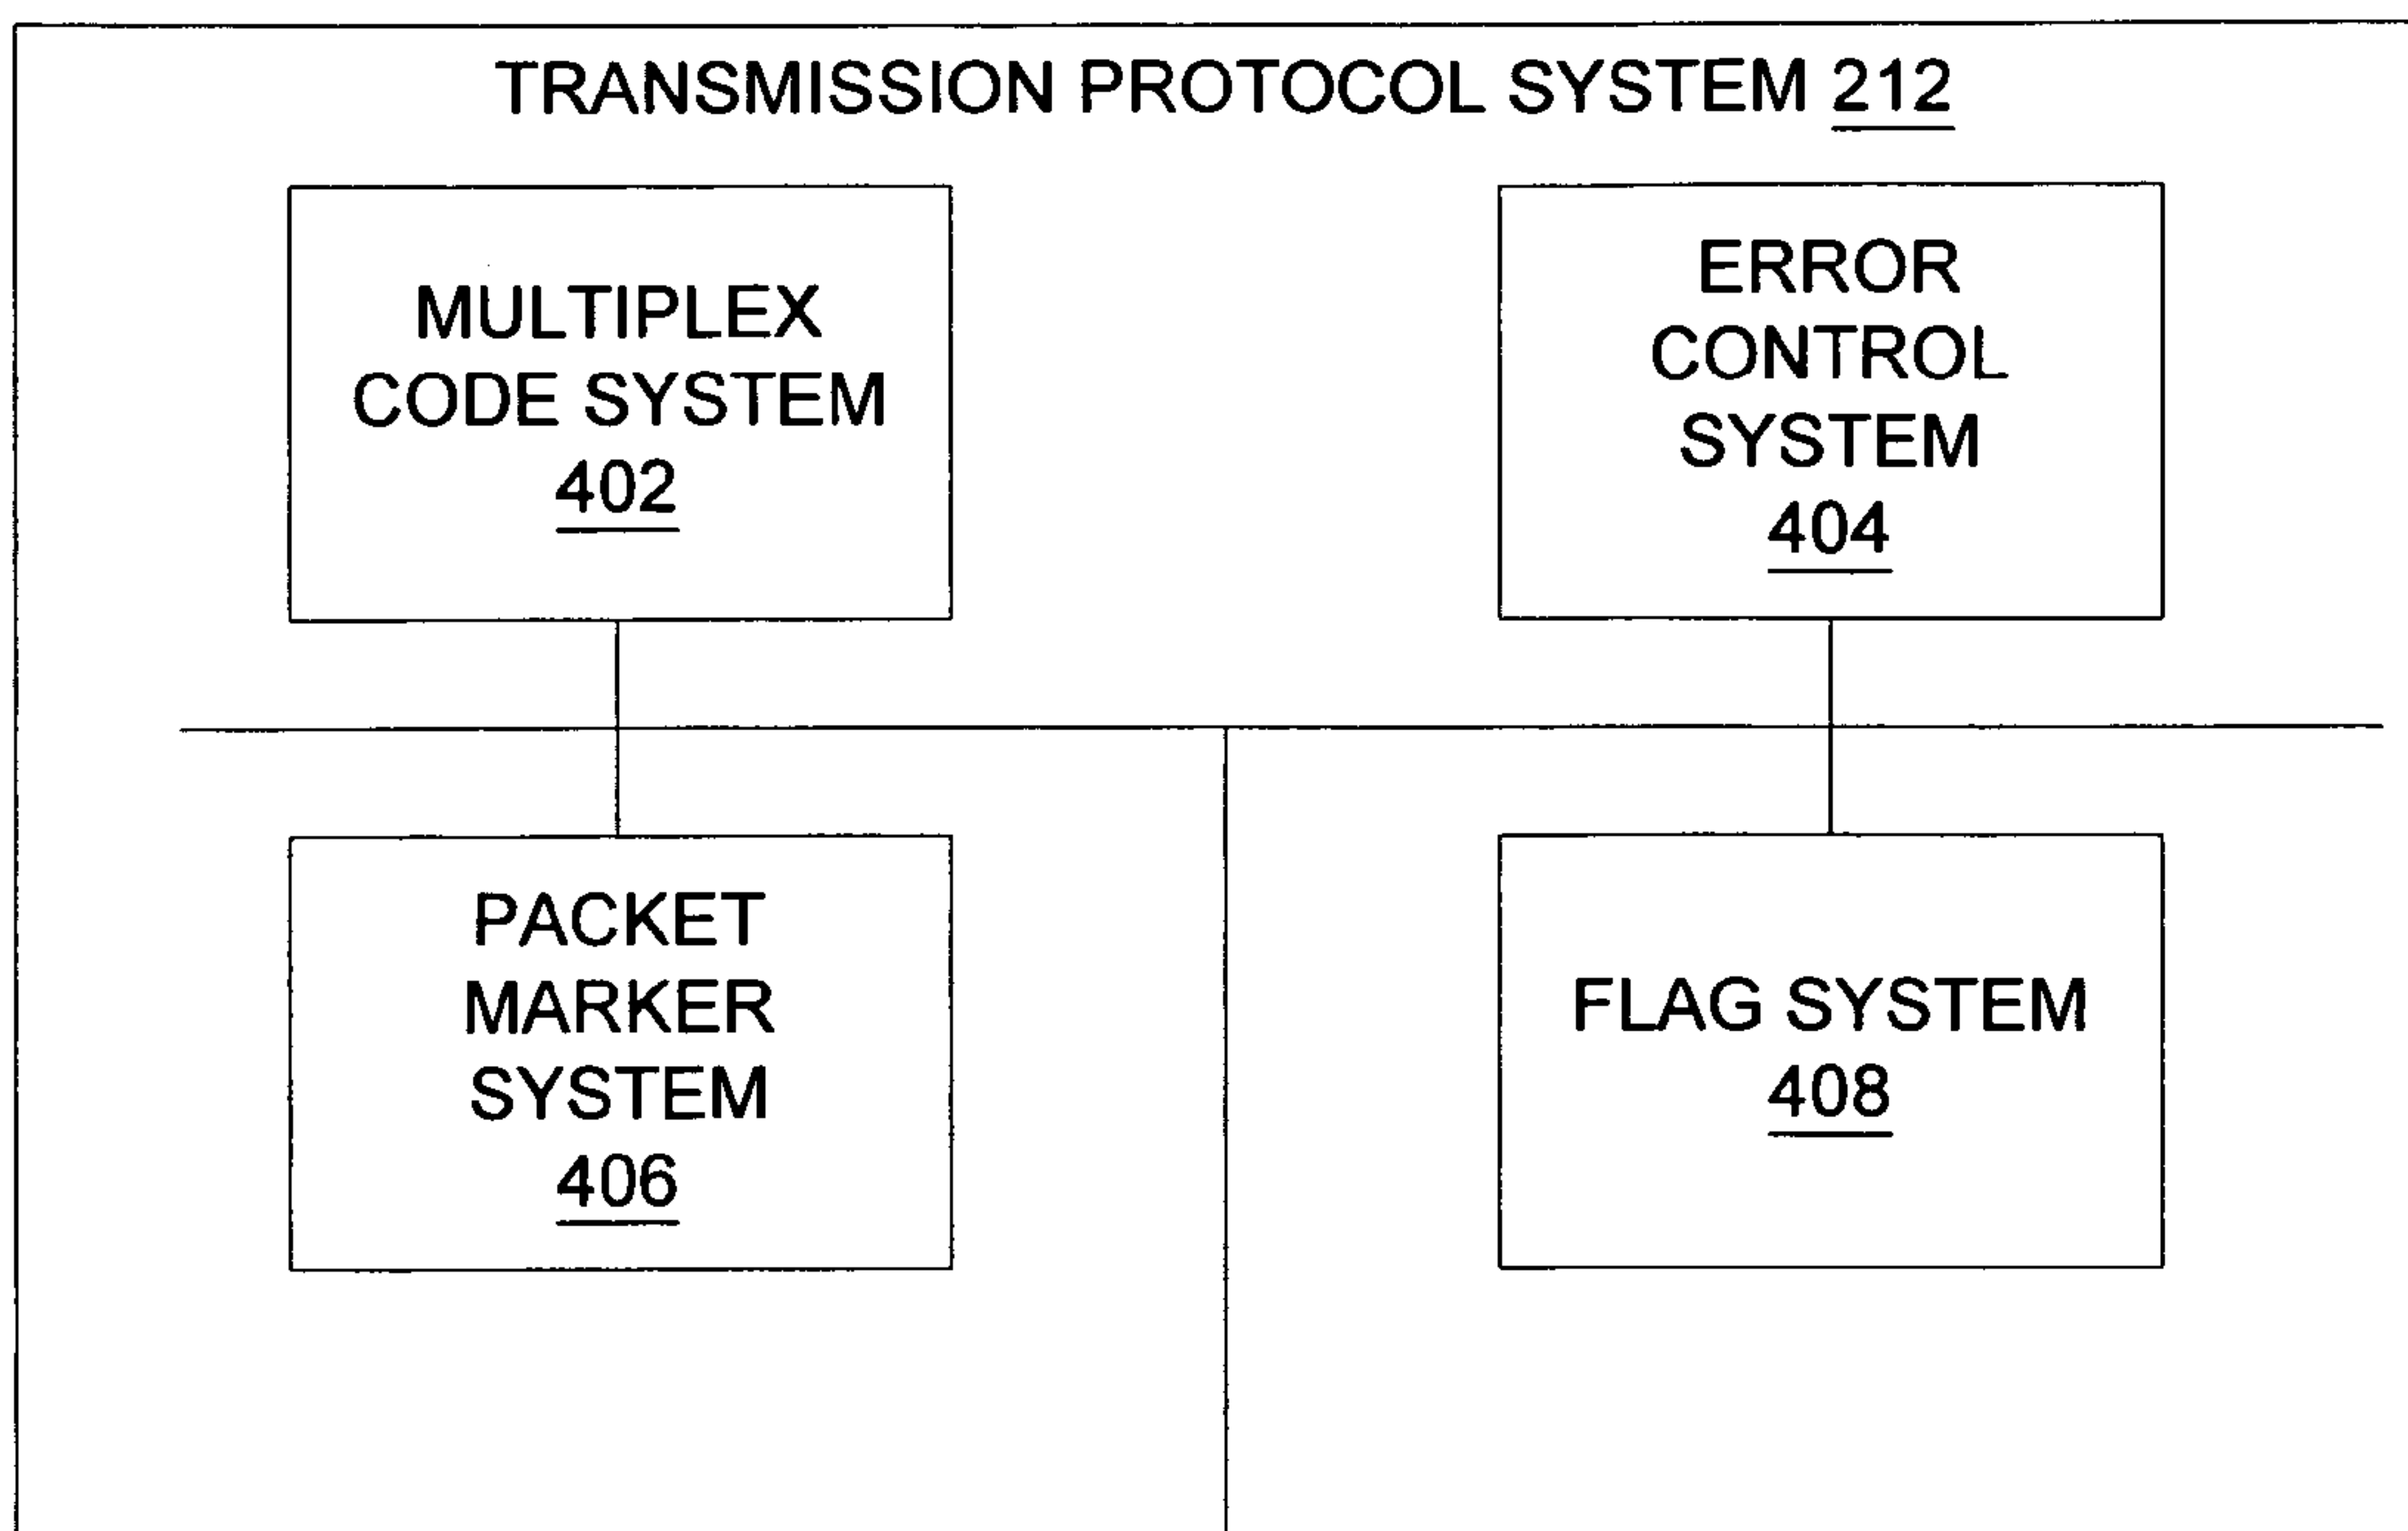 TRANSMISSION PROTOCOL SYSTEM 212
MULTIPLEX
CODE SYSTEM
402
ERROR
CONTROL
SYSTEM
404
PACKET
MARKER
SYSTEM
406
FLAG SYSTEM
408